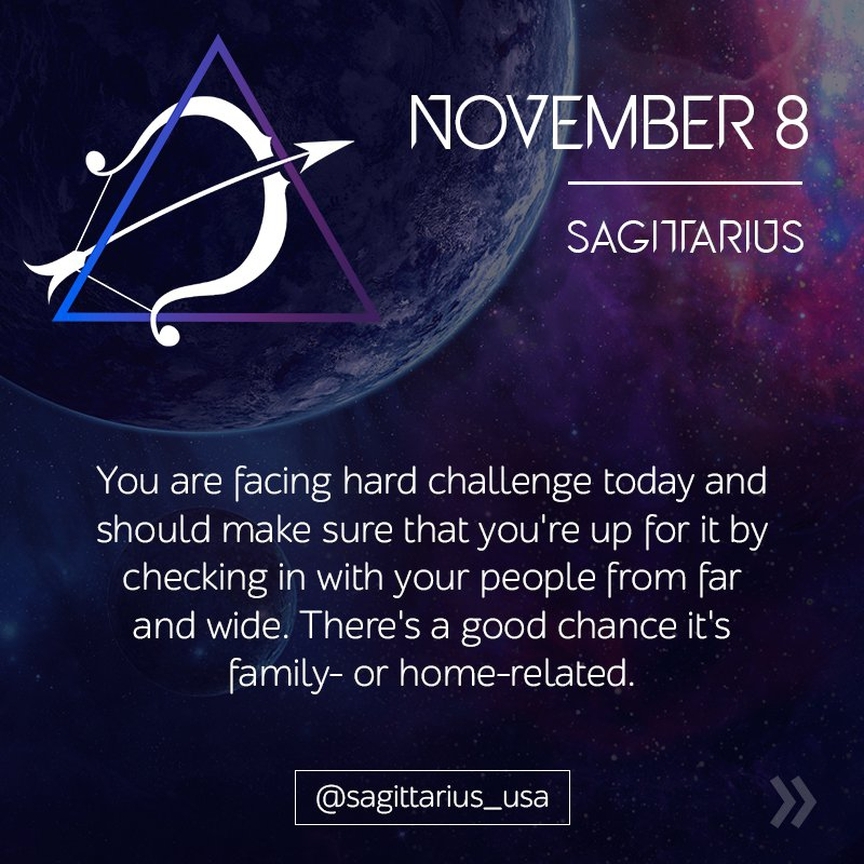 NOVEMBER 8
SAGITTARIUS
You are facing hard challenge today and
should make sure that you're up for it by
checking in with your people from far
and wide. There's a good chance it's
family- or home-related.
@sagittarius_usa